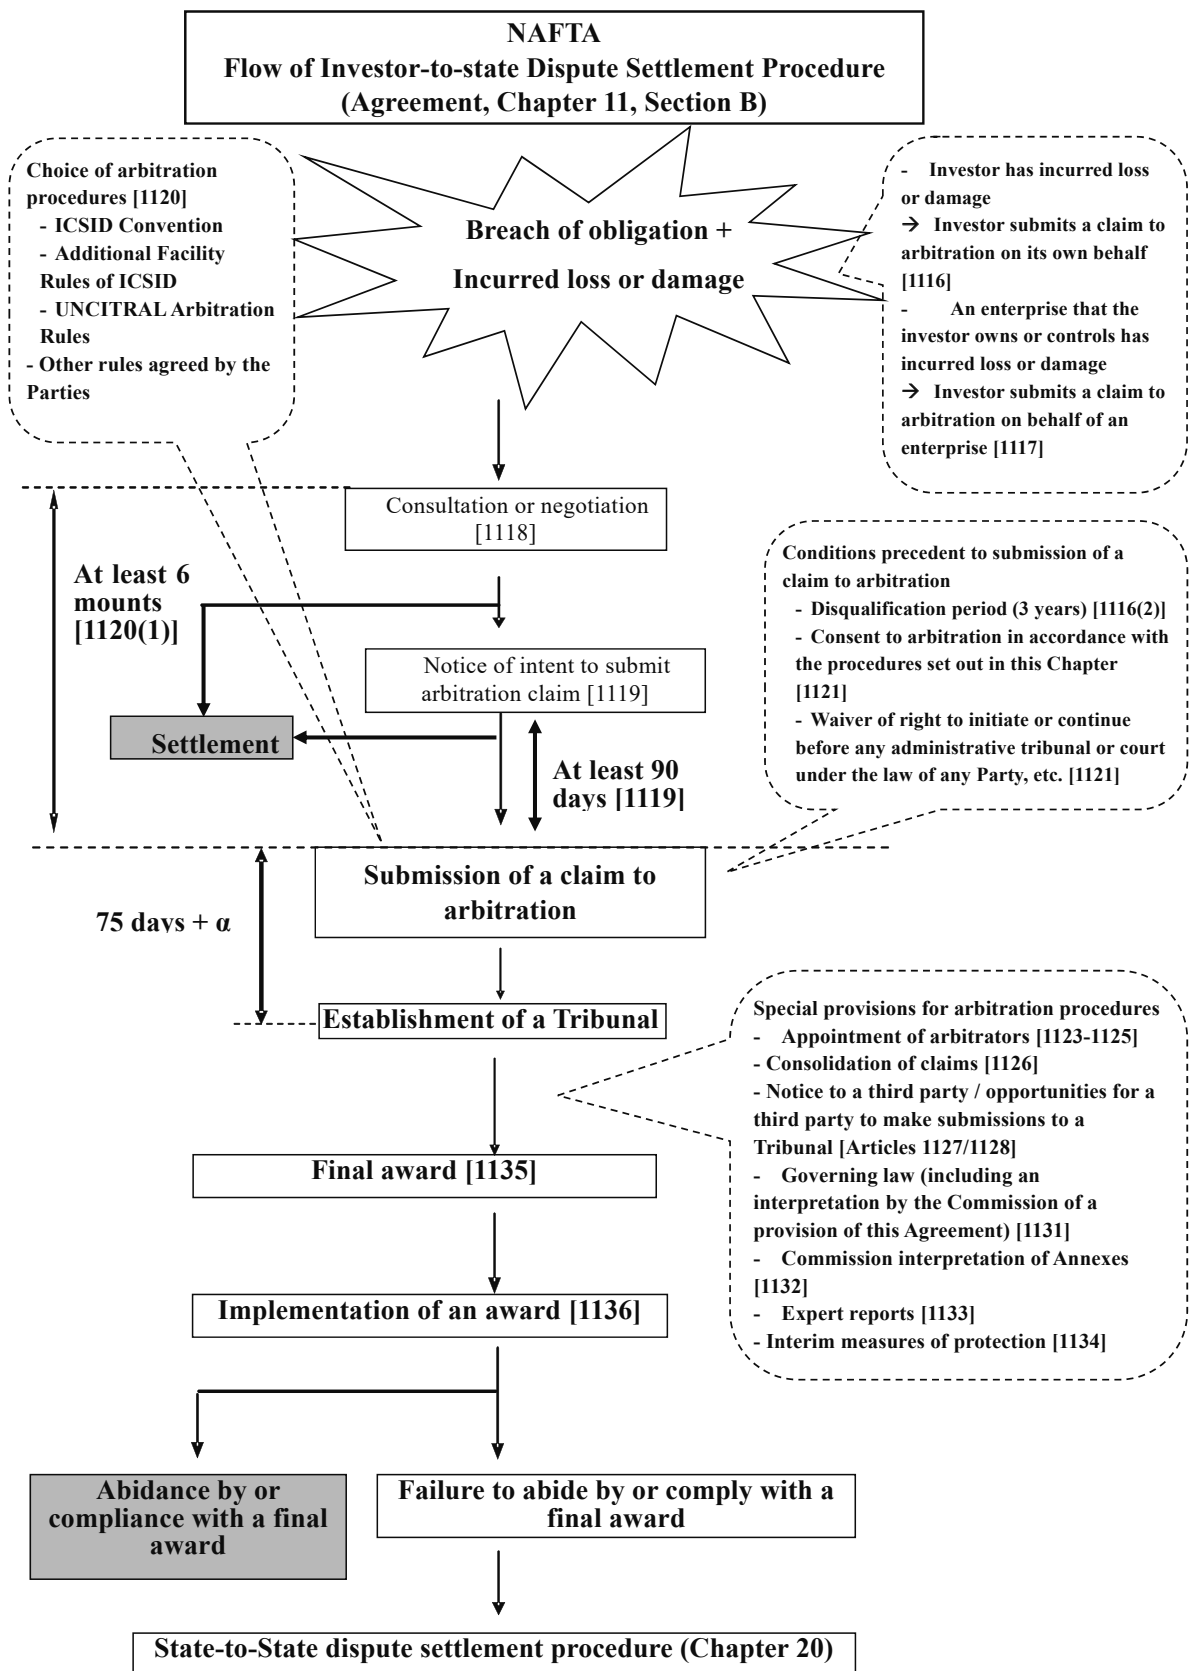 NAFTA
Flow of Investor-to-state Dispute Settlement Procedure
(Agreement, Chapter 11, Section B)
Choice of arbitration
procedures [1120]
- ICSID Convention
- Additional Facility
Rules of ICSID
- UNCITRAL Arbitration
Rules
- Other rules agreed by the
Parties
Breach of obligation +
Incurred loss or damage
- Investor has incurred loss
or damage
→ Investor submits a claim to
arbitration on its own behalf
[1116]
- An enterprise that the
investor owns or controls has
incurred loss or damage
→ Investor submits a claim to
arbitration on behalf of an
enterprise [1117]
Consultation or negotiation
[1118]
At least 6
mounts
[1120(1)]
Notice of intent to submit
arbitration claim [1119]
Settlement
At least 90
days [1119]
Conditions precedent to submission of a
claim to arbitration
- Disqualification period (3 years) [1116(2)]
- Consent to arbitration in accordance with
the procedures set out in this Chapter
[1121]
- Waiver of right to initiate or continue
before any administrative tribunal or court
under the law of any Party, etc. [1121]
Submission of a claim to
arbitration
75 days + α
Establishment of a Tribunal
Special provisions for arbitration procedures
- Appointment of arbitrators [1123-1125]
- Consolidation of claims [1126]
- Notice to a third party / opportunities for a
third party to make submissions to a
Tribunal [Articles 1127/1128]
- Governing law (including an
interpretation by the Commission of a
provision of this Agreement) [1131]
- Commission interpretation of Annexes
[1132]
- Expert reports [1133]
- Interim measures of protection [1134]
Final award [1135]
Implementation of an award [1136]
Abidance by or
compliance with a final
award
Failure to abide by or comply with a
final award
State-to-State dispute settlement procedure (Chapter 20)